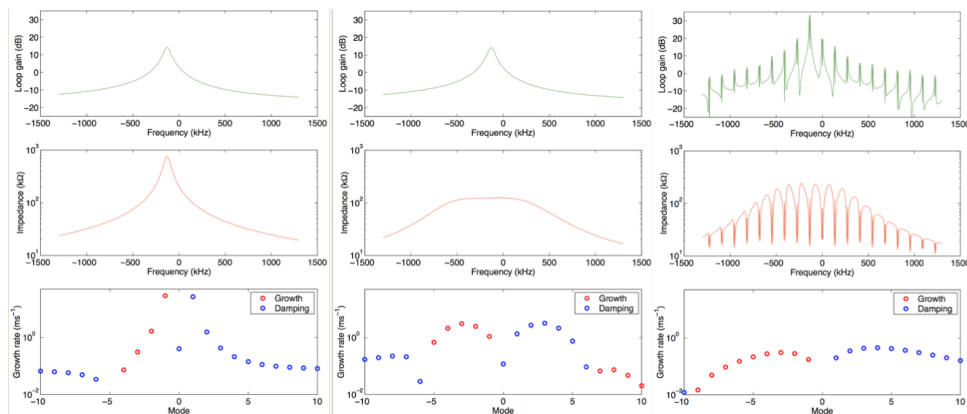 Loop gain (dB)
30
20
10
0
−10
−20
−1500 −1000 −500 0 500 1000 1500
Frequency (kHz)
Loop gain (dB)
30
20
10
0
−10
−20
−1500 −1000 −500 0 500 1000 1500
Frequency (kHz)
Loop gain (dB)
30
20
10
0
−10
−20
−1500 −1000 −500 0 500 1000 1500
Frequency (kHz)
Impedance (kΩ)
10³
10²
10¹
−1500 −1000 −500 0 500 1000 1500
Frequency (kHz)
Impedance (kΩ)
10³
10²
10¹
−1500 −1000 −500 0 500 1000 1500
Frequency (kHz)
Impedance (kΩ)
10³
10²
10¹
−1500 −1000 −500 0 500 1000 1500
Frequency (kHz)
Growth rate (ms⁻¹)
10⁰
10⁻²
Growth
Damping
−10 −5 0 5 10
Mode
Growth rate (ms⁻¹)
10⁰
10⁻²
Growth
Damping
−10 −5 0 5 10
Mode
Growth rate (ms⁻¹)
10⁰
10⁻²
Growth
Damping
−10 −5 0 5 10
Mode